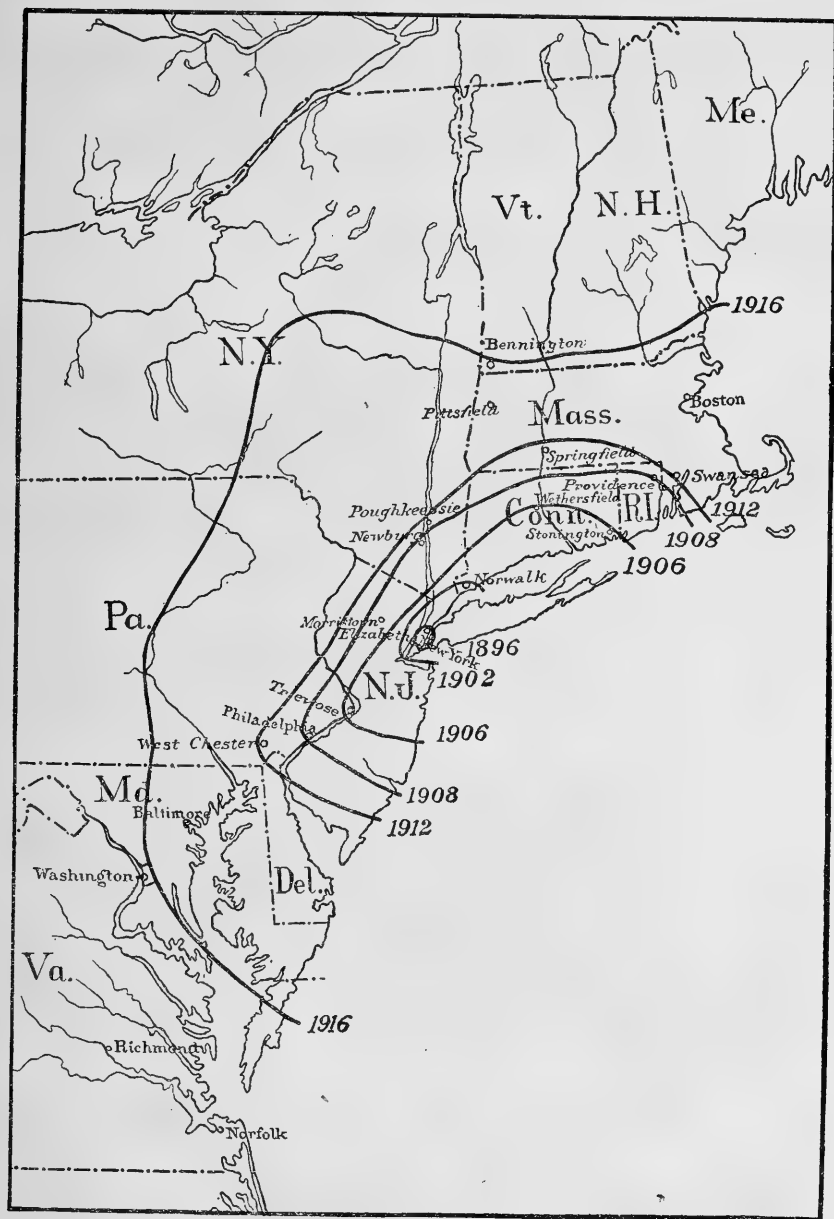 Me.
Vt.
N.H.
1916
N.Y.
Bennington
Pittsfield
Boston
Mass.
Springfield
Swansea
Providence
Poughkeepsie
Wethersfield
1912
Conn.
R.I.
Newburg
Stonington
1908
1906
Norwalk
Pa.
Morristown
Elizabeth
New York
1896
1902
N.J.
Trevose
Philadelphia
West Chester
1906
1908
Md.
Baltimore
1912
Washington
Del.
Va.
1916
Richmond
Norfolk